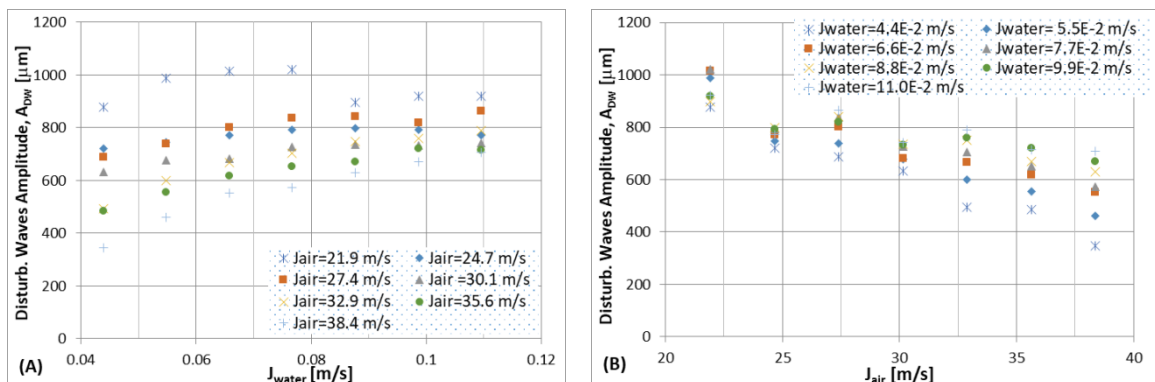 1200
1000
800
600
400
200
0
Disturb. Waves Amplitude, ADW [µm]
Jair=21.9 m/s Jair=24.7 m/s
Jair=27.4 m/s Jair =30.1 m/s
Jair=32.9 m/s Jair=35.6 m/s
Jair=38.4 m/s
0.04 0.06 0.08 0.1 0.12
(A)
Jwater [m/s]
1200
1000
800
600
400
200
0
Disturb. Waves Amplitude, ADW [µm]
Jwater=4.4E-2 m/s Jwater= 5.5E-2 m/s
Jwater=6.6E-2 m/s Jwater=7.7E-2 m/s
Jwater=8.8E-2 m/s Jwater=9.9E-2 m/s
Jwater=11.0E-2 m/s
20 25 30 35 40
(B)
Jair [m/s]